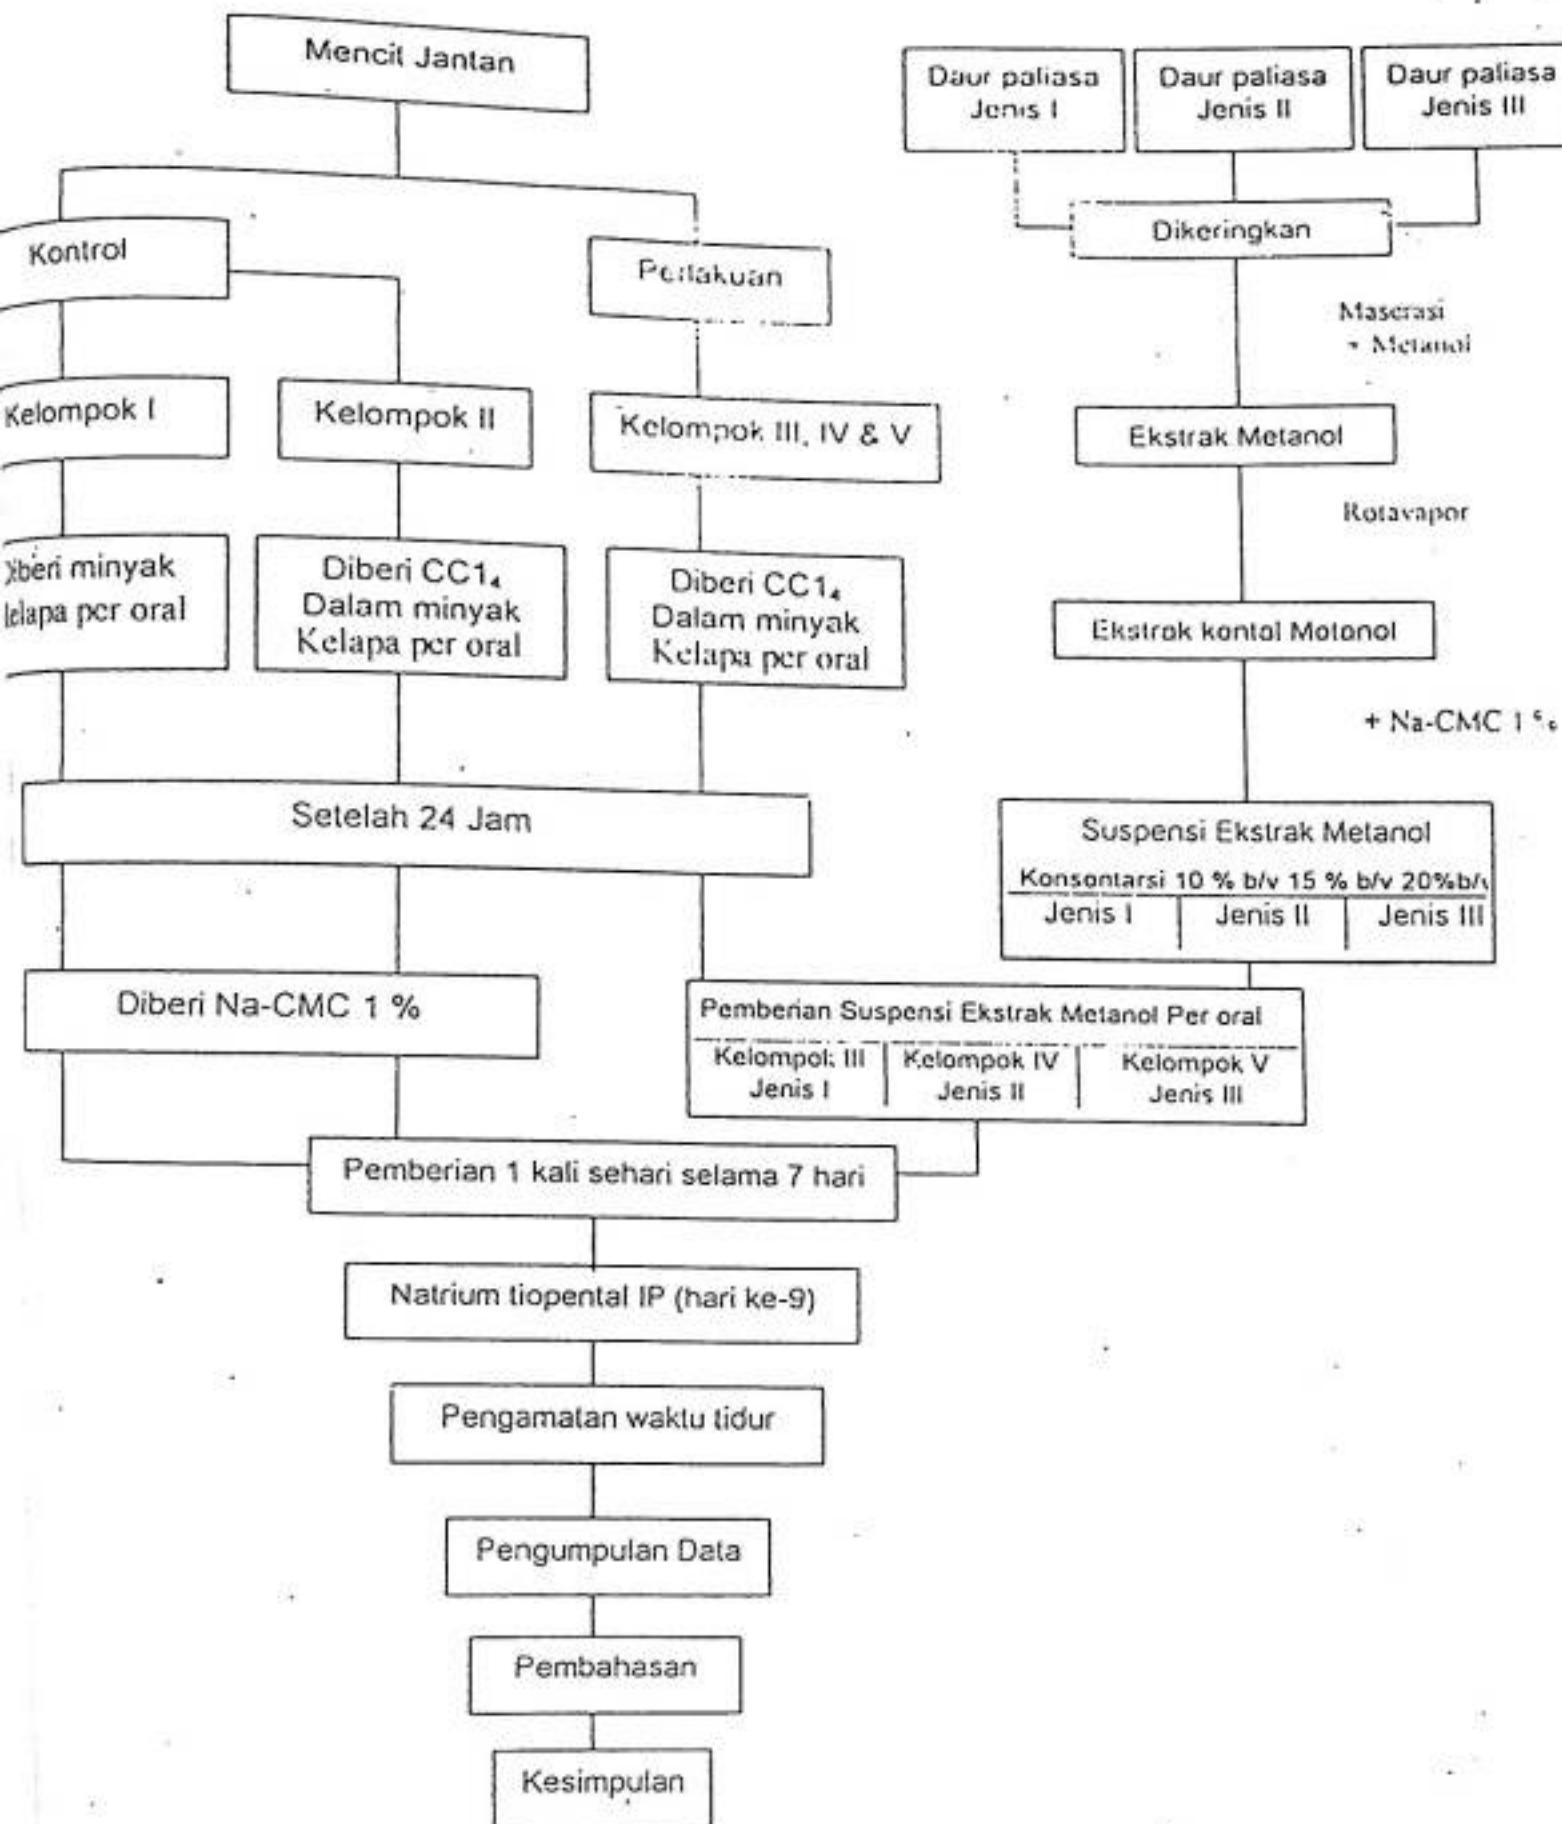 Mencit Jantan
Daur paliasa
Jenis I
Daur paliasa
Jenis II
Daur paliasa
Jenis III
Dikeringkan
Kontrol
Perlakuan
Maserasi
+ Metanol
Kelompok I
Kelompok II
Kelompok III, IV & V
Ekstrak Metanol
Rotavapor
minyak
per oral
Diberi CC1₄
Dalam minyak
Kelapa per oral
Diberi CC1₄
Dalam minyak
Kelapa per oral
Ekstrak kontal Motonol
+ Na-CMC 1 %
Setelah 24 Jam
Suspensi Ekstrak Metanol
Konsontarsi 10 % b/v 15 % b/v 20%b/v
Jenis I
Jenis II
Jenis III
Diberi Na-CMC 1 %
Pemberian Suspensi Ekstrak Metanol Per oral
Kelompok III
Jenis I
Kelompok IV
Jenis II
Kelompok V
Jenis III
Pemberian 1 kali sehari selama 7 hari
Natrium tiopental IP (hari ke-9)
Pengamatan waktu tidur
Pengumpulan Data
Pembahasan
Kesimpulan